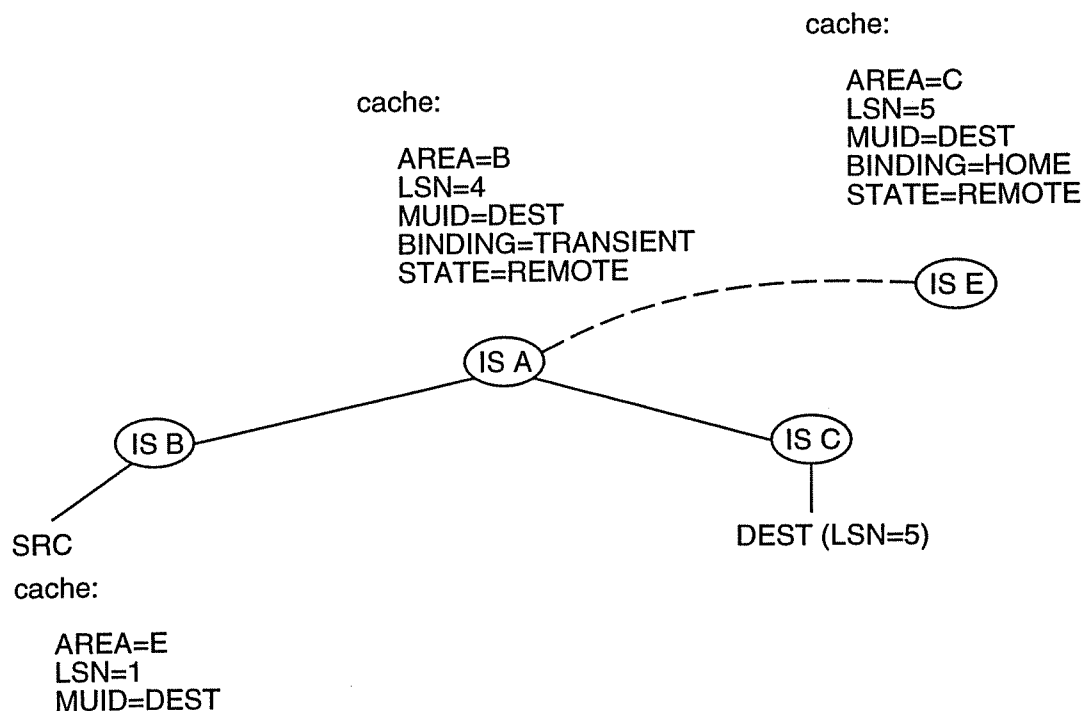 cache:
AREA=C
LSN=5
MUID=DEST
BINDING=HOME
STATE=REMOTE
cache:
AREA=B
LSN=4
MUID=DEST
BINDING=TRANSIENT
STATE=REMOTE
IS E
IS A
IS B
IS C
SRC
DEST (LSN=5)
cache:
AREA=E
LSN=1
MUID=DEST